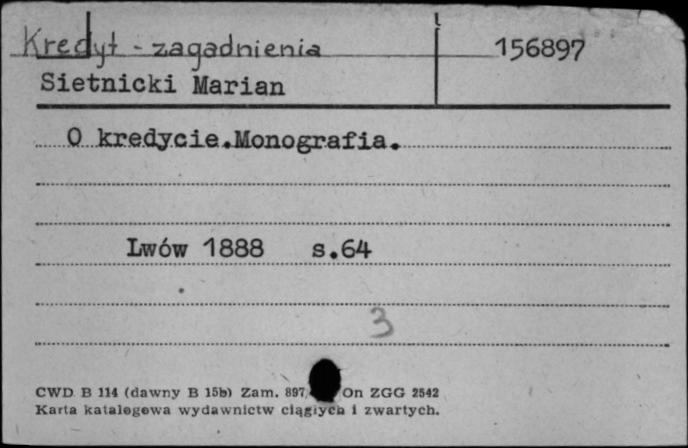 Kredyt - zagadnienia 156897
Sietnicki Marian
O kredycie.Monografia.
Lwów 1888 s.64
3
CWD B 114 (dawny B 15b) Zam. 897 On ZGG 2542
Karta katalogowa wydawnictw ciągłych i zwartych.